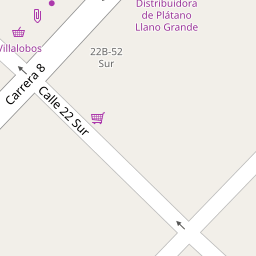 Distribuidora
de Plátano
Llano Grande
Villalobos
22B-52
Sur
Carrera 8
Calle 22 Sur